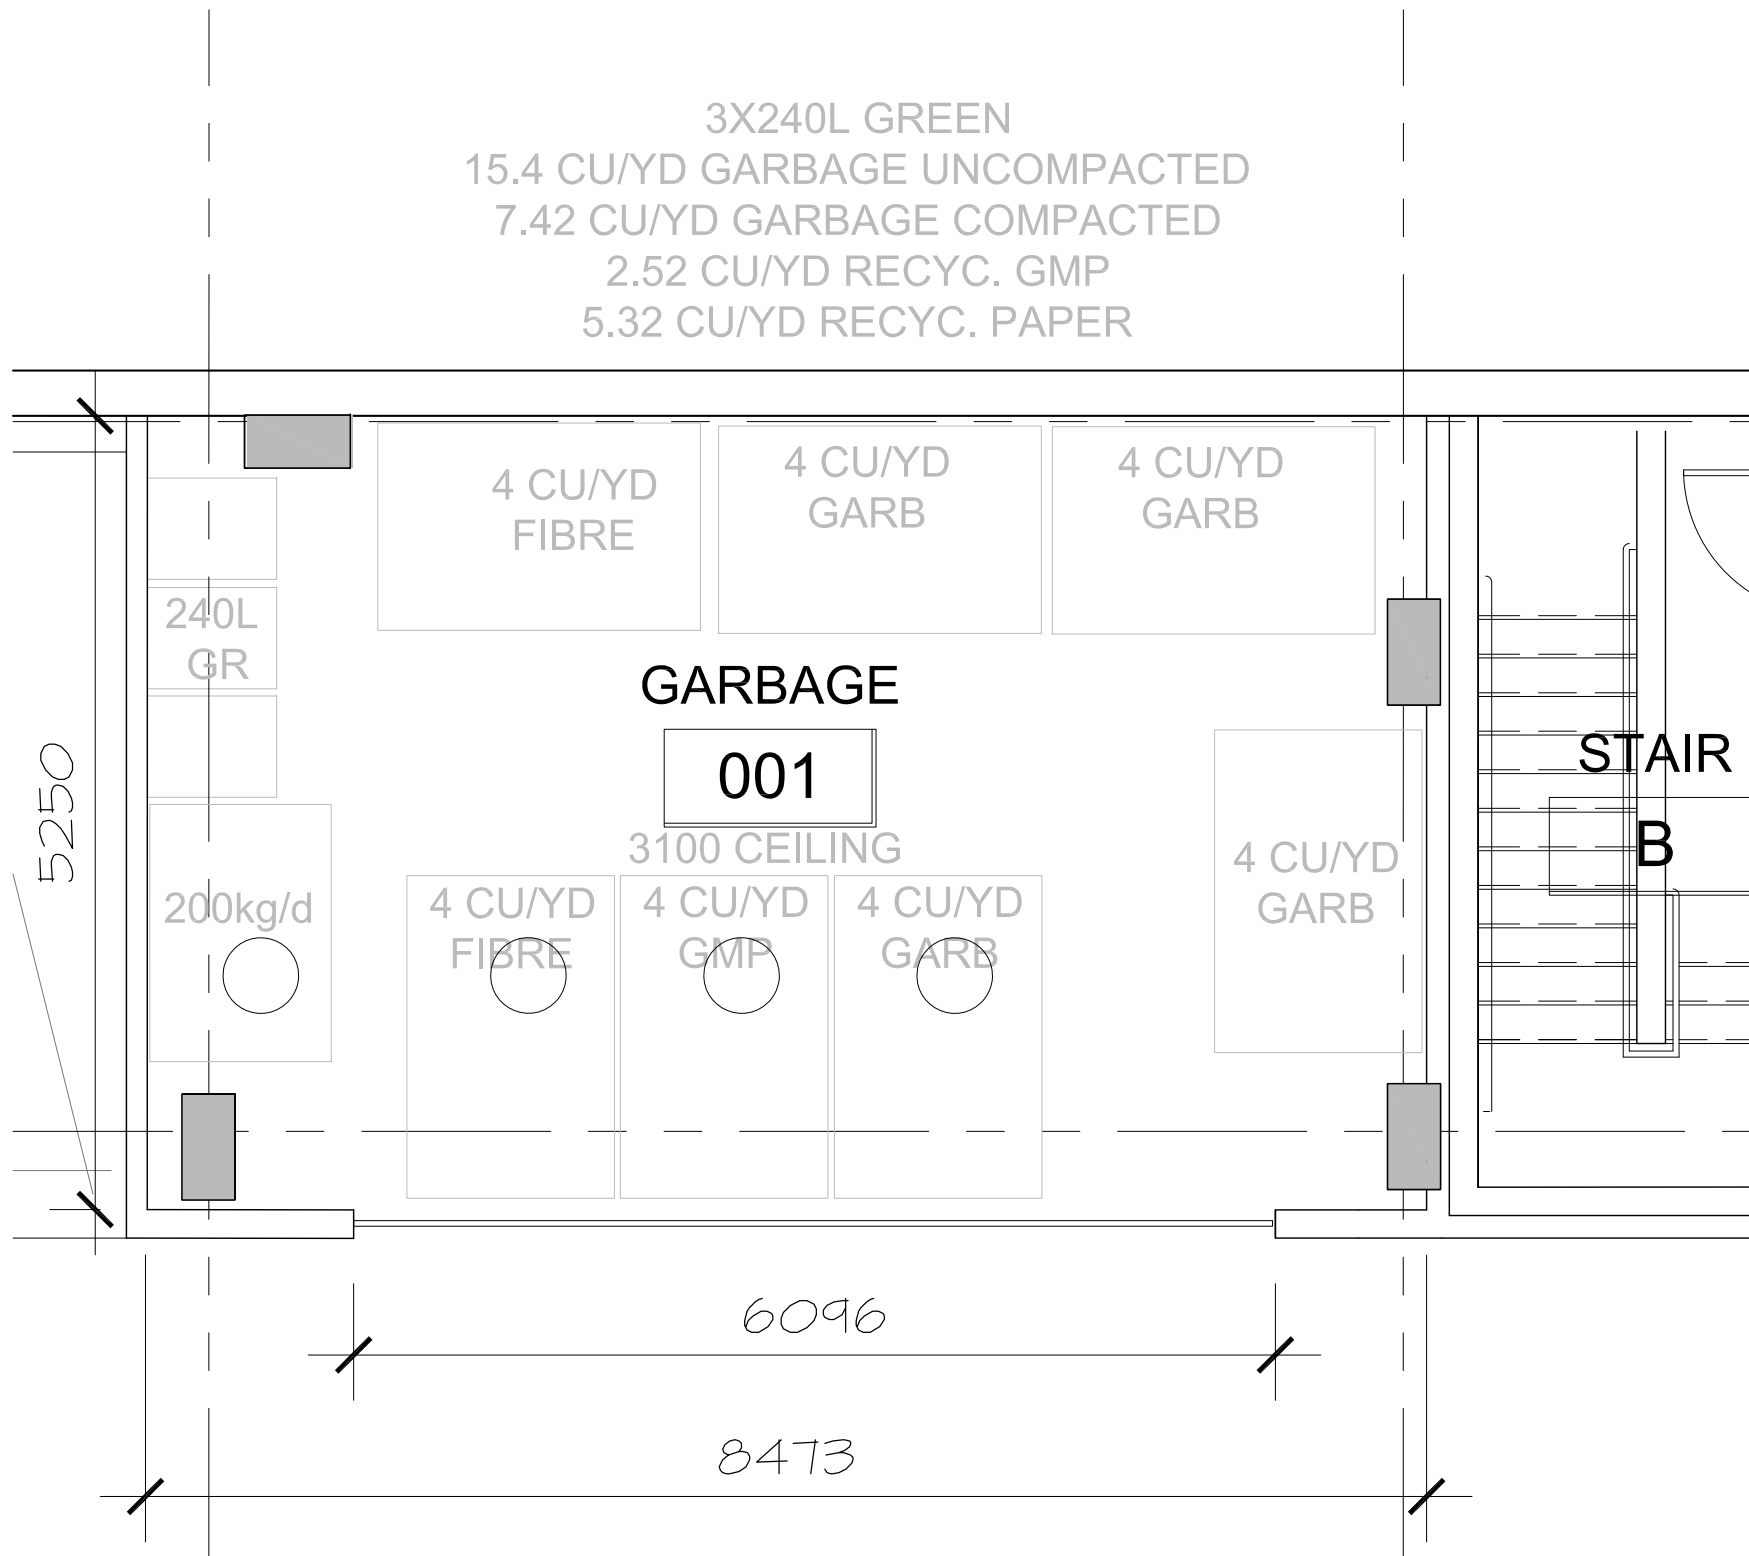 3X240L GREEN
15.4 CU/YD GARBAGE UNCOMPACTED
7.42 CU/YD GARBAGE COMPACTED
2.52 CU/YD RECYC. GMP
5.32 CU/YD RECYC. PAPER
4 CU/YD
FIBRE
4 CU/YD
GARB
4 CU/YD
GARB
240L
GR
GARBAGE
001
3100 CEILING
STAIR
B
5250
200kg/d
4 CU/YD
FIBRE
4 CU/YD
GMP
4 CU/YD
GARB
4 CU/YD
GARB
6096
8473